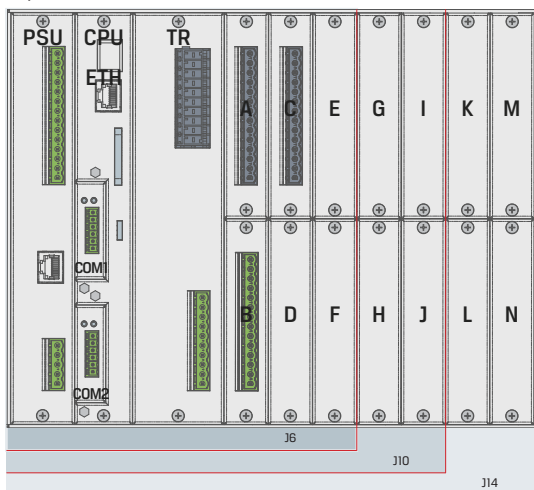 PSU CPU TR
ETH
A C E G I K M
COM1
B D F H J L N
COM2
J6
J10
J14